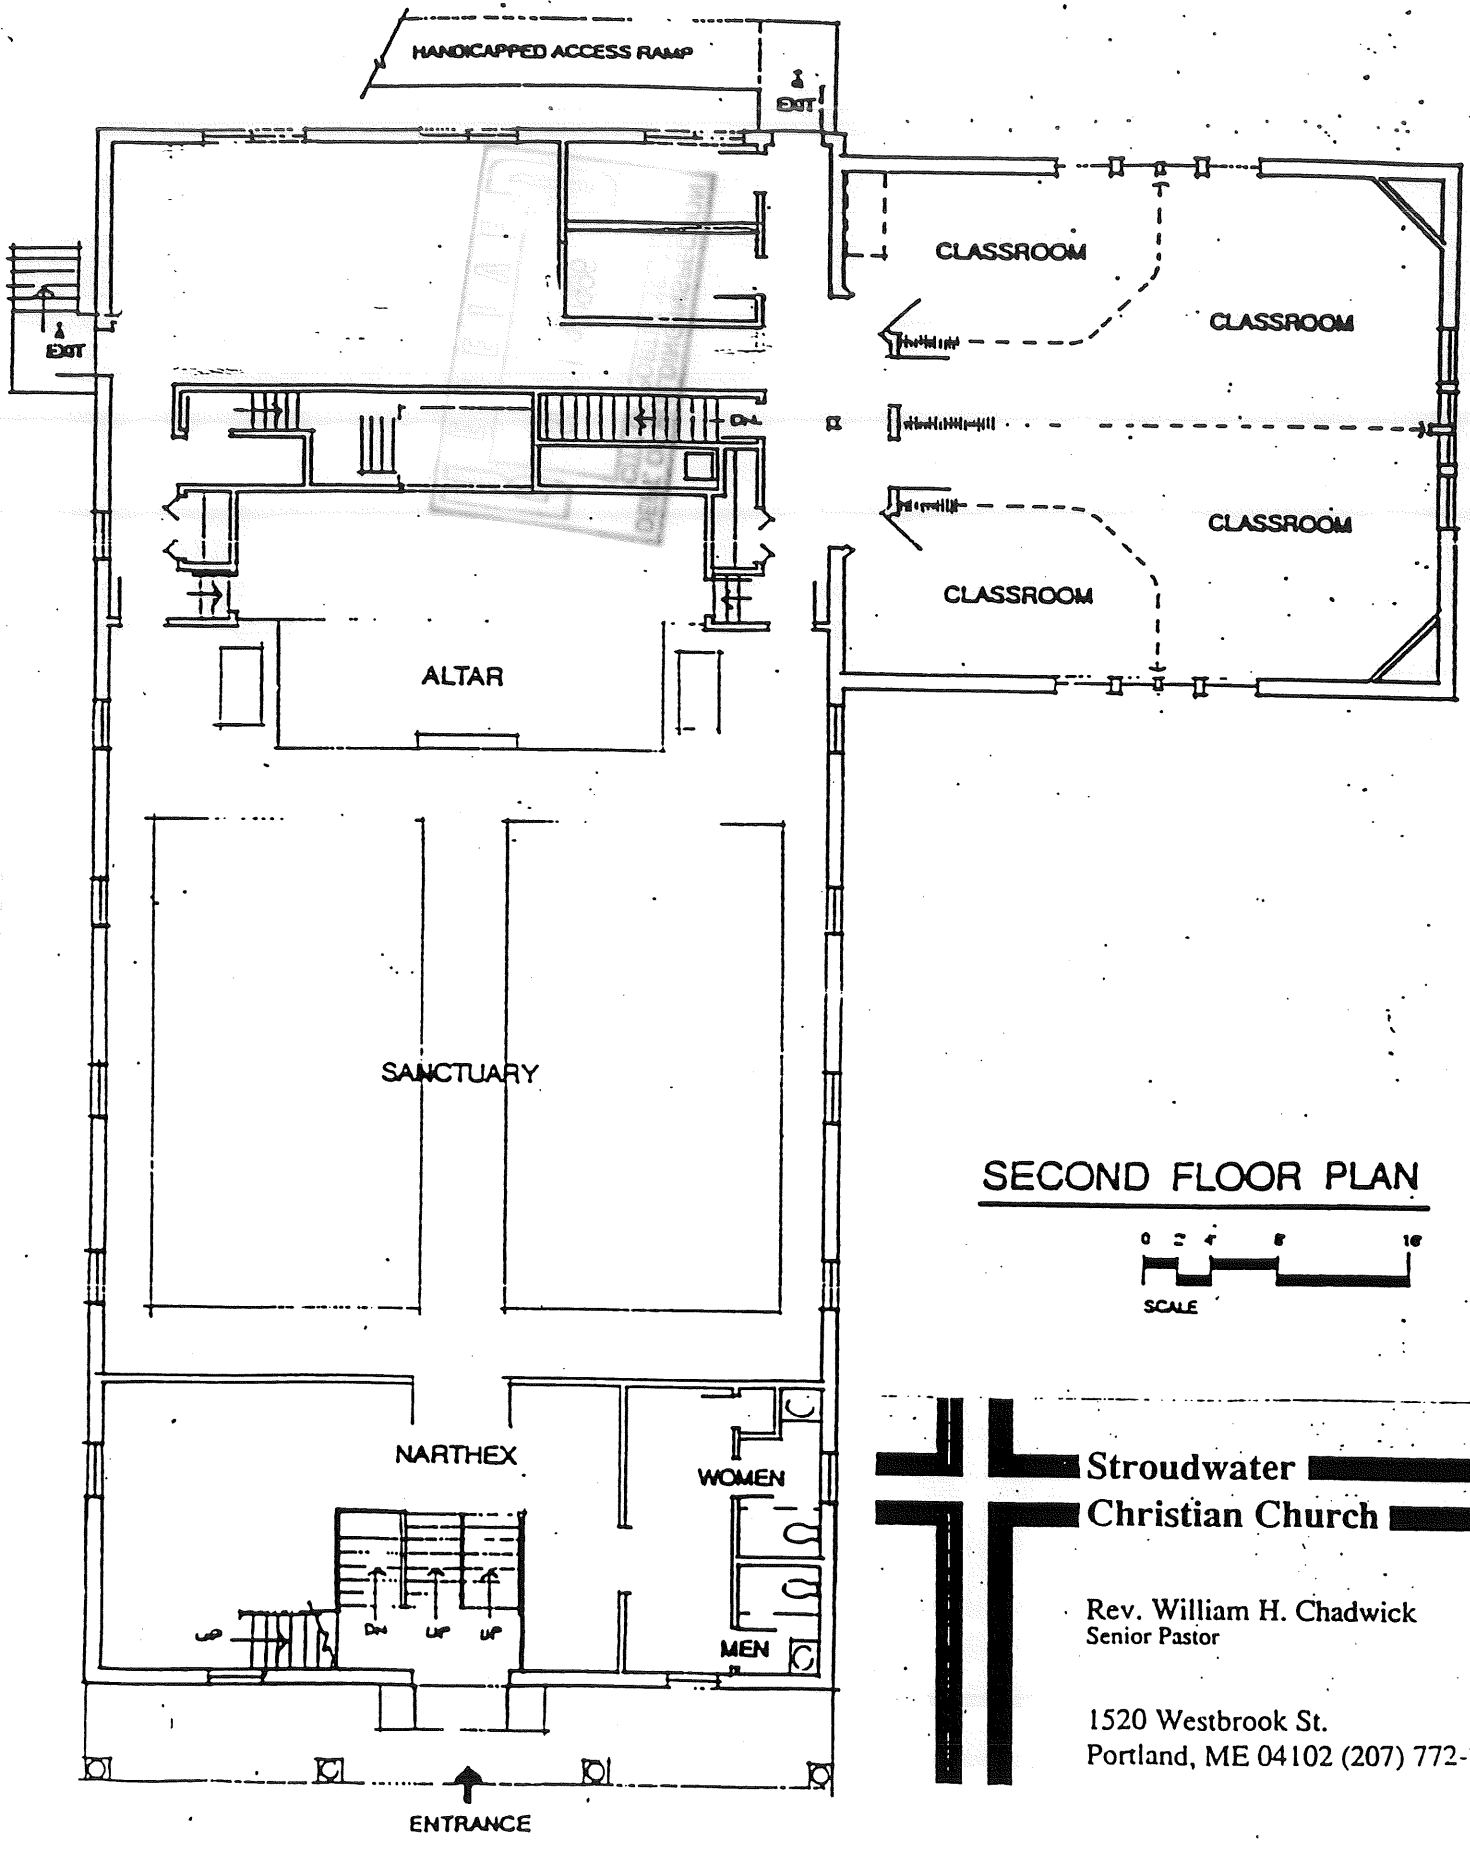 HANDICAPPED ACCESS RAMP
EXIT
CLASSROOM
CLASSROOM
EXIT
DN
CLASSROOM
CLASSROOM
ALTAR
SANCTUARY
SECOND FLOOR PLAN
0 2' 4' 8' 16'
SCALE
NARTHEX
WOMEN
Stroudwater
Christian Church
Rev. William H. Chadwick
Senior Pastor
UP
DN UP UP
MEN
1520 Westbrook St.
Portland, ME 04102 (207) 772-
ENTRANCE